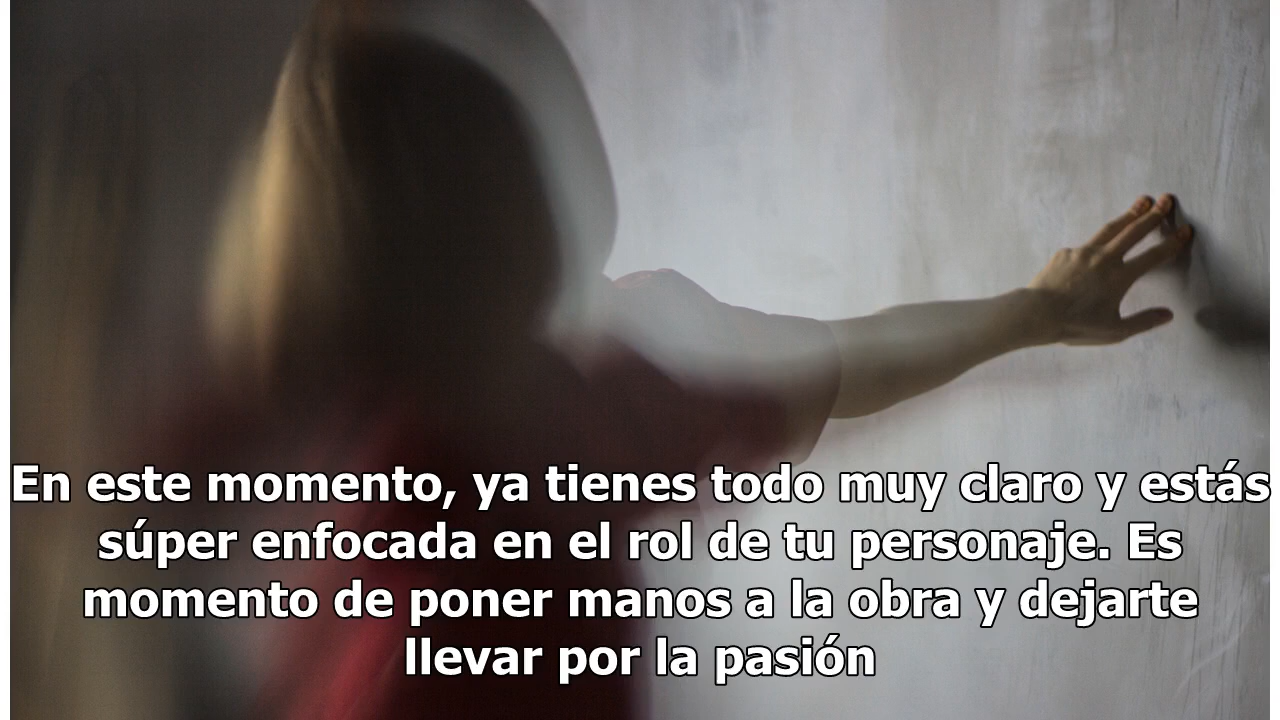 En este momento, ya tienes todo muy claro y estás
súper enfocada en el rol de tu personaje. Es
momento de poner manos a la obra y dejarte
llevar por la pasión